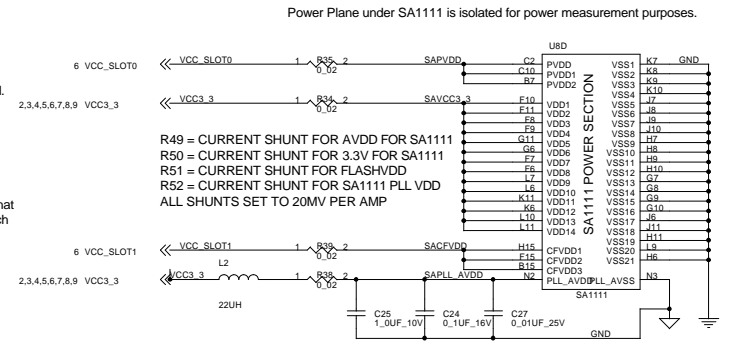 Power Plane under SA1111 is isolated for power measurement purposes.
U8D
6 VCC_SLOT0 VCC_SLOT0 1 R35 2 SAPVDD C2 PVDD VSS1 K7 GND
0_02
C10 PVDD1 VSS2 K8
B7 PVDD2 VSS3 K9
VSS4 K10
d.
2,3,4,5,6,7,8,9 VCC3_3 VCC3_3 1 R34 2 SAVCC3_3 F10 VDD1 VSS5 J7
0_02
F11 VDD2 VSS6 J8
F8 VDD3 VSS7 J9
F9 VDD4 VSS8 J10
G11 VDD5 VSS9 H7
G6 VDD6 VSS10 H8
F7 VDD7 VSS11 H9
F6 VDD8 VSS12 H10
L7 VDD9 VSS13 G7
L6 VDD10 VSS14 G8
K11 VDD11 VSS15 G9
K6 VDD12 VSS16 G10
L10 VDD13 VSS17 J6
L11 VDD14 VSS18 J11
VSS19 H11
SA1111 POWER SECTION
R49 = CURRENT SHUNT FOR AVDD FOR SA1111
R50 = CURRENT SHUNT FOR 3.3V FOR SA1111
R51 = CURRENT SHUNT FOR FLASHVDD
R52 = CURRENT SHUNT FOR SA1111 PLL VDD
ALL SHUNTS SET TO 20MV PER AMP
hat
ch
6 VCC_SLOT1 VCC_SLOT1 1 R39 2 SACFVDD H15 CFVDD1 VSS20 L9
0_02
F15 CFVDD2 VSS21 H6
B15 CFVDD3
L2
2,3,4,5,6,7,8,9 VCC3_3 VCC3_3 1 R38 2 SAPLL_AVDD N2 PLL_AVDD PLL_AVSS N3
0_02
22UH
SA1111
C25 1_0UF_10V
C24 0_1UF_16V
C27 0_01UF_25V
GND